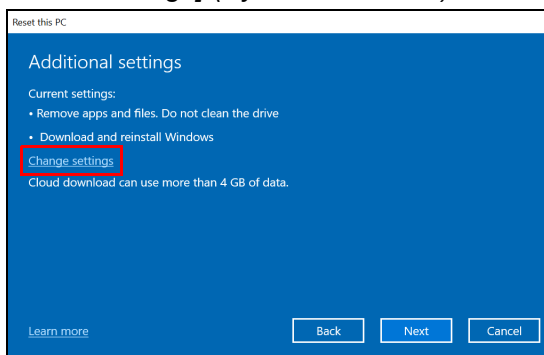 Reset this PC
Additional settings
Current settings:
• Remove apps and files. Do not clean the drive
• Download and reinstall Windows
Change settings
Cloud download can use more than 4 GB of data.
Learn more
Back
Next
Cancel